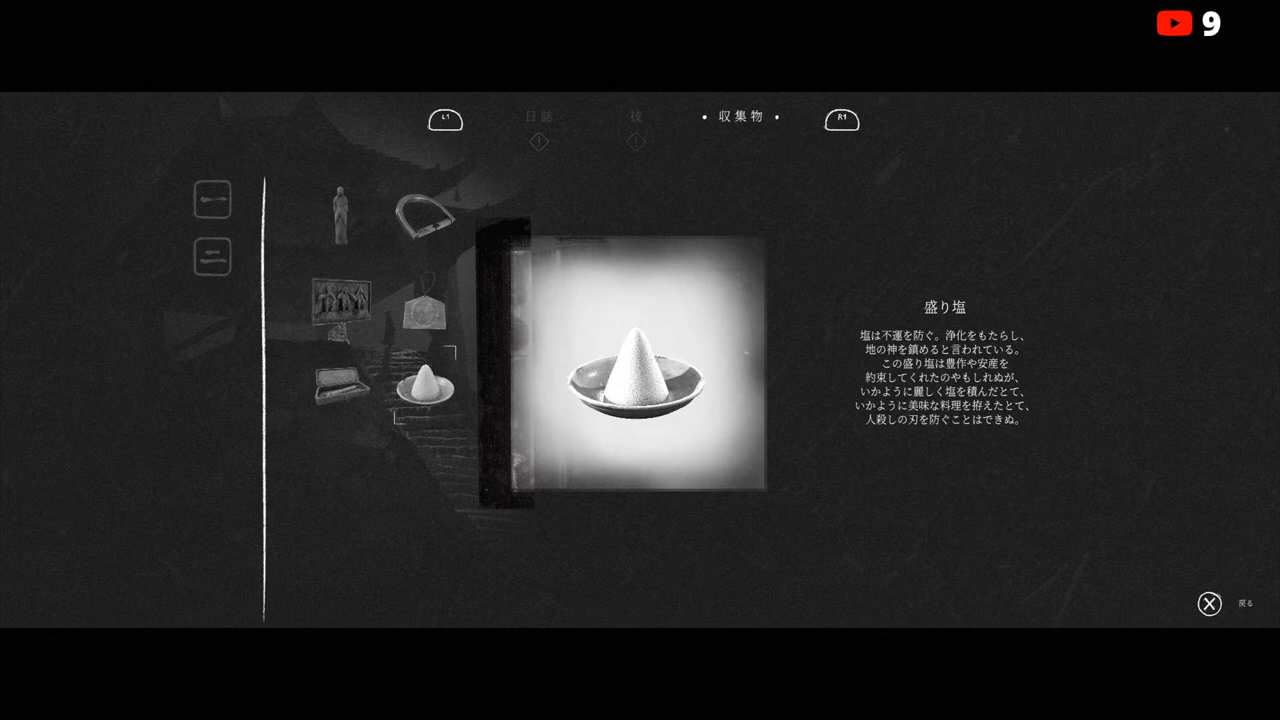 9
L1
日誌
技
• 収集物 •
R1
一
二
盛り塩
塩は不運を防ぐ。浄化をもたらし、
地の神を鎮めると言われている。
この盛り塩は豊作や安産を
約束してくれたのやもしれぬが、
いかように麗しく塩を積んだとて、
いかように美味な料理を拵えたとて、
人殺しの刃を防ぐことはできぬ。
戻る